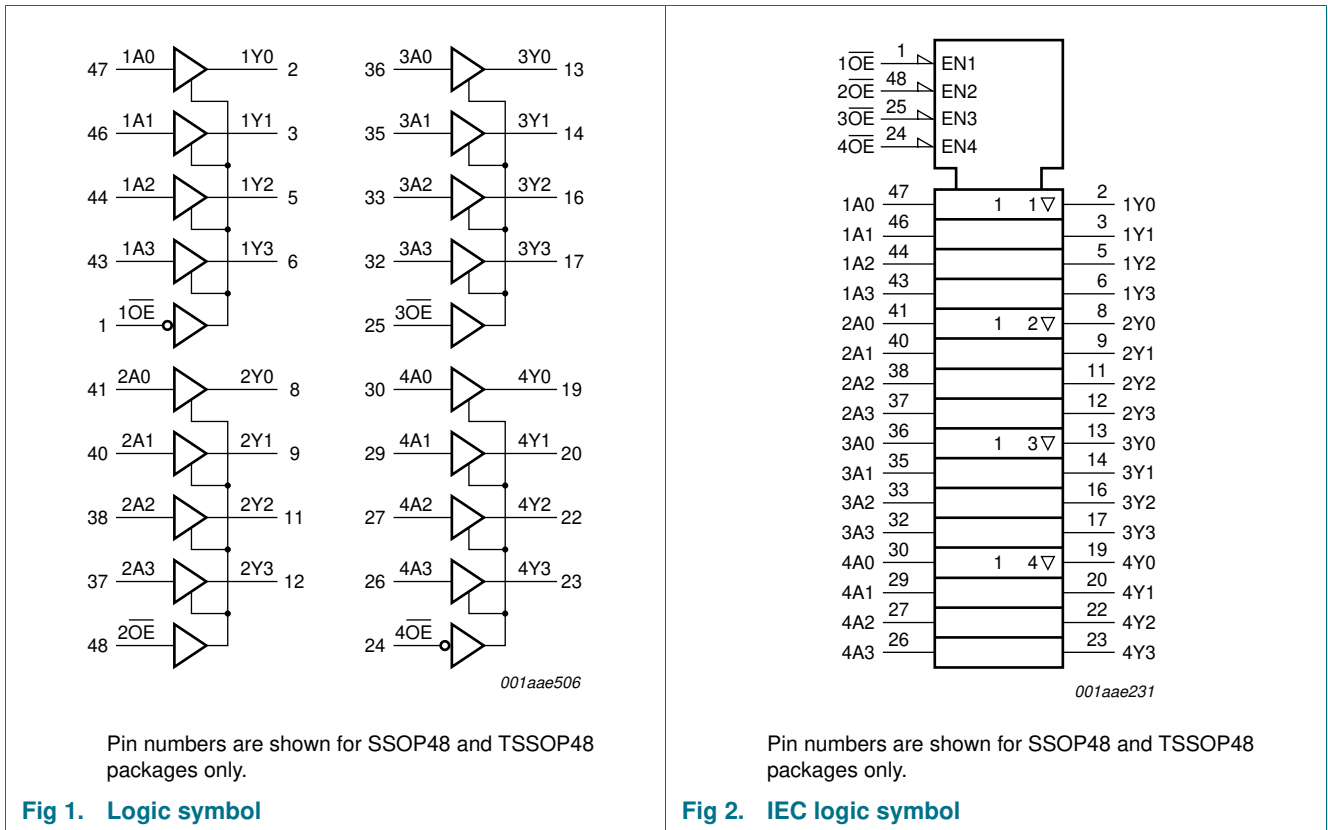 47 1A0 1Y0 2
46 1A1 1Y1 3
44 1A2 1Y2 5
43 1A3 1Y3 6
1 1O̅E̅
41 2A0 2Y0 8
40 2A1 2Y1 9
38 2A2 2Y2 11
37 2A3 2Y3 12
48 2O̅E̅
36 3A0 3Y0 13
35 3A1 3Y1 14
33 3A2 3Y2 16
32 3A3 3Y3 17
25 3O̅E̅
30 4A0 4Y0 19
29 4A1 4Y1 20
27 4A2 4Y2 22
26 4A3 4Y3 23
24 4O̅E̅
001aae506
Pin numbers are shown for SSOP48 and TSSOP48
packages only.
Fig 1. Logic symbol
1O̅E̅ 1 EN1
2O̅E̅ 48 EN2
3O̅E̅ 25 EN3
4O̅E̅ 24 EN4
1A0 47 1 1▽ 2 1Y0
1A1 46 3 1Y1
1A2 44 5 1Y2
1A3 43 6 1Y3
2A0 41 1 2▽ 8 2Y0
2A1 40 9 2Y1
2A2 38 11 2Y2
2A3 37 12 2Y3
3A0 36 1 3▽ 13 3Y0
3A1 35 14 3Y1
3A2 33 16 3Y2
3A3 32 17 3Y3
4A0 30 1 4▽ 19 4Y0
4A1 29 20 4Y1
4A2 27 22 4Y2
4A3 26 23 4Y3
001aae231
Pin numbers are shown for SSOP48 and TSSOP48
packages only.
Fig 2. IEC logic symbol